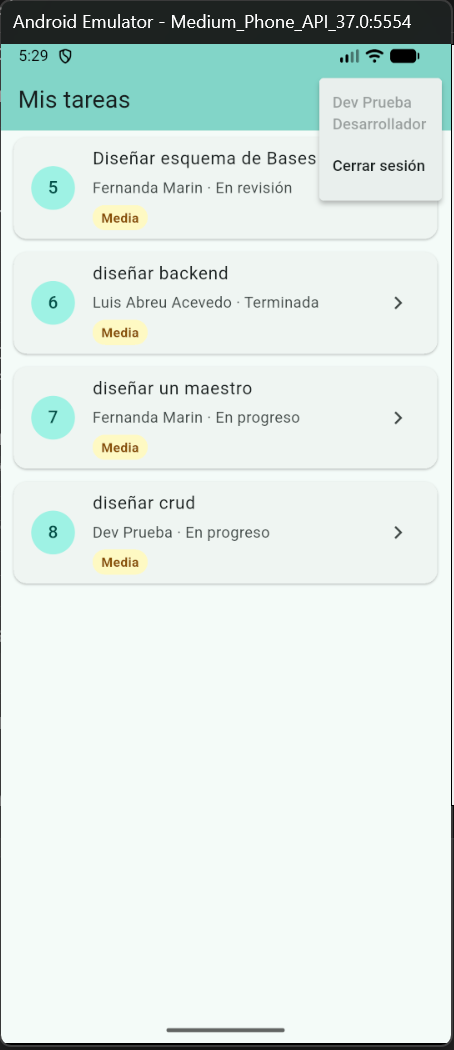 Android Emulator - Medium_Phone_API_37.0:5554
5:29
Mis tareas
Dev Prueba
Desarrollador
Cerrar sesión
5
Diseñar esquema de Bases
Fernanda Marin · En revisión
Media
6
diseñar backend
Luis Abreu Acevedo · Terminada
Media
7
diseñar un maestro
Fernanda Marin · En progreso
Media
8
diseñar crud
Dev Prueba · En progreso
Media